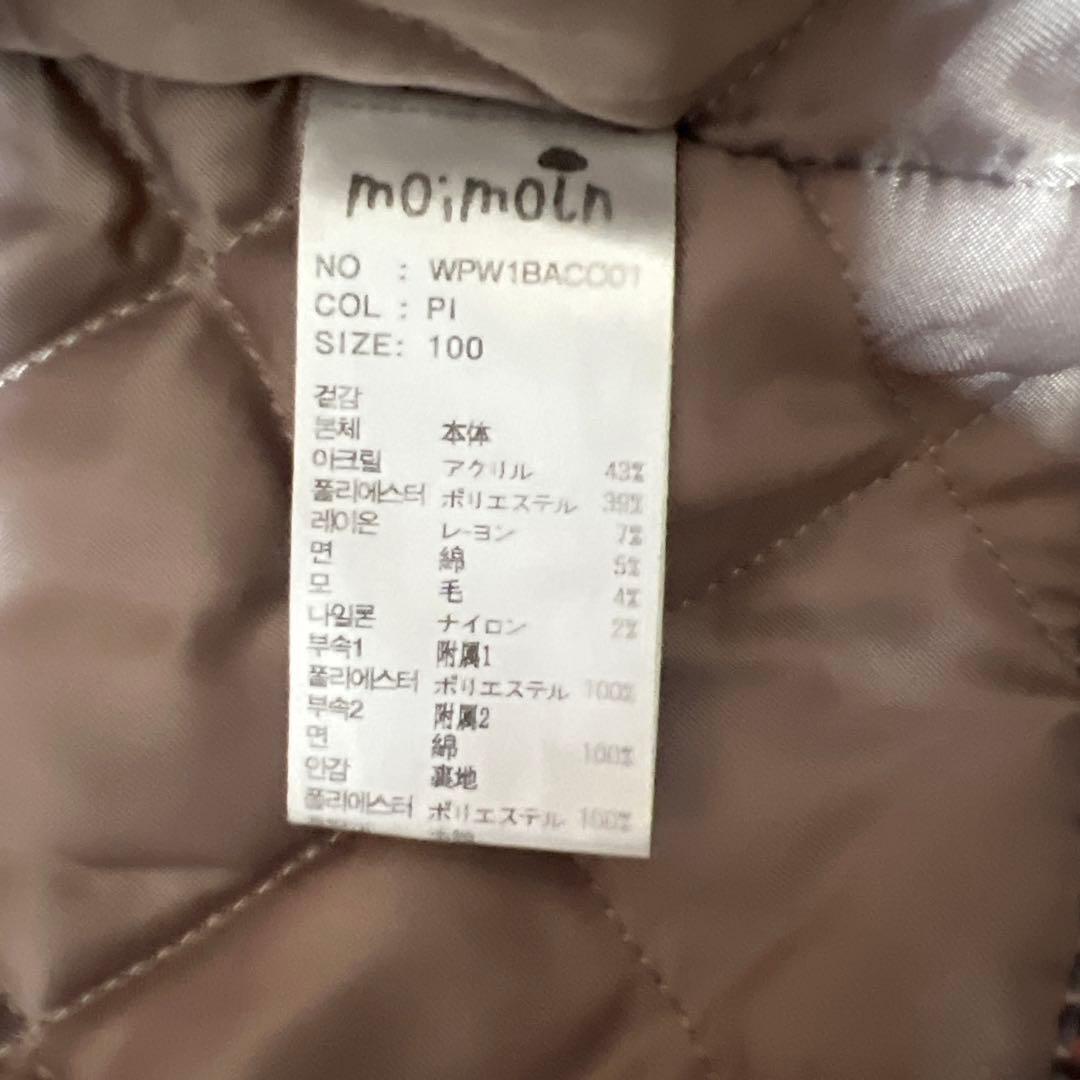 moimoln
NO : WPW1BACO01
COL : PI
SIZE: 100
겉감
본체 本体
아크릴 アクリル 43%
폴리에스터 ポリエステル 39%
레이온 レーヨン 7%
면 綿 5%
모 毛 4%
나일론 ナイロン 2%
부속1 附属1
폴리에스터 ポリエステル 100%
부속2 附属2
면 綿 100%
안감 裏地
폴리에스터 ポリエステル 100%